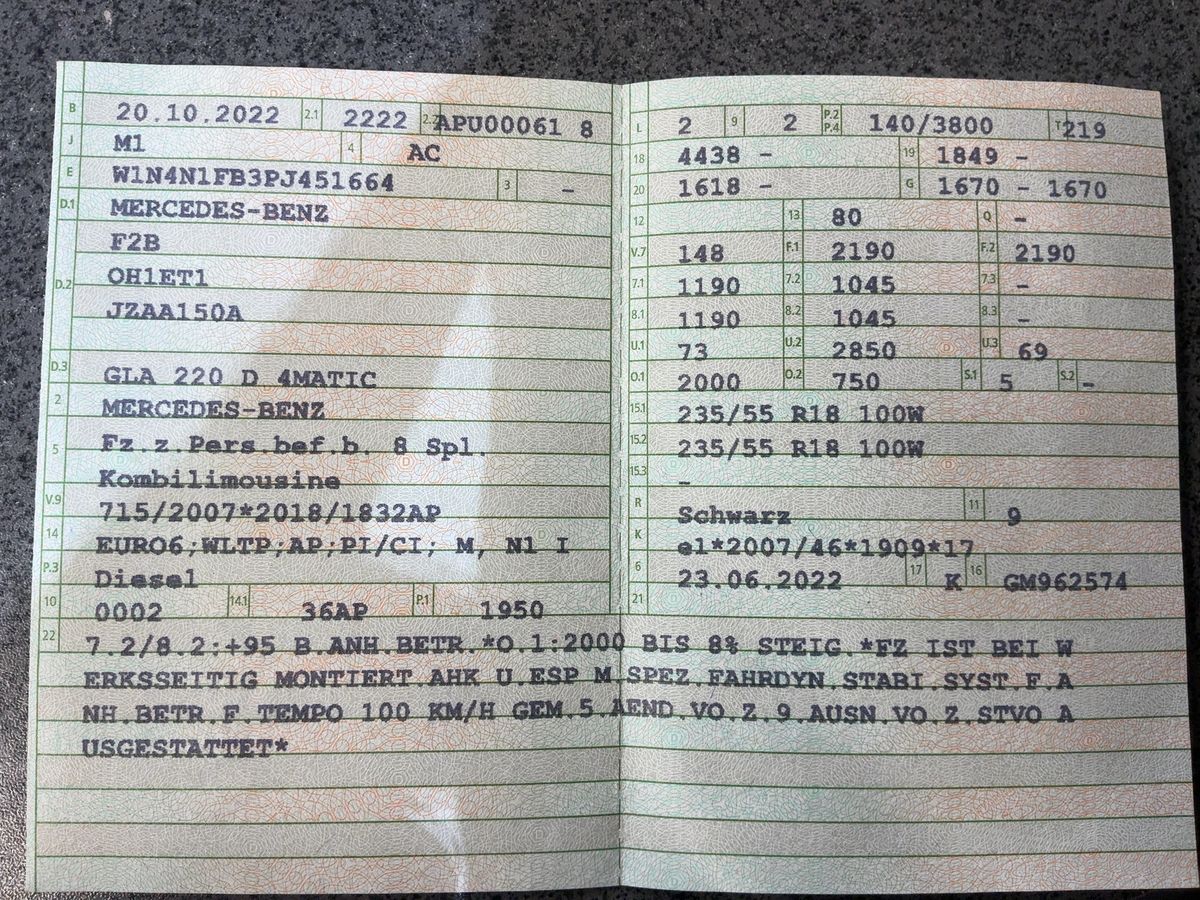 B 20.10.2022 2.1 2222 2.2 APU00061 8
J M1 4 AC
E W1N4N1FB3PJ451664 3 –
D.1 MERCEDES-BENZ
F2B
D.2 OH1ET1
JZAA150A
D.3 GLA 220 D 4MATIC
2 MERCEDES-BENZ
5 Fz.z.Pers.bef.b. 8 Spl.
Kombilimousine
V.9 715/2007*2018/1832AP
14 EURO6;WLTP;AP;PI/CI; M, N1 I
P.3 Diesel
10 0002 14.1 36AP P.1 1950
L 2 9 2 P.2 P.4 140/3800 T 219
18 4438 – 19 1849 –
20 1618 – G 1670 – 1670
12 13 80 Q –
V.7 148 F.1 2190 F.2 2190
7.1 1190 7.2 1045 7.3 –
8.1 1190 8.2 1045 8.3 –
U.1 73 U.2 2850 U.3 69
O.1 2000 O.2 750 S.1 5 S.2 –
15.1 235/55 R18 100W
15.2 235/55 R18 100W
15.3 –
R Schwarz 11 9
K e1*2007/46*1909*17
6 23.06.2022 17 K 16 GM962574
21
22 7.2/8.2:+95 B.ANH.BETR.*O.1:2000 BIS 8% STEIG.*FZ IST BEI W
ERKSSEITIG MONTIERT.AHK U.ESP M.SPEZ.FAHRDYN.STABI.SYST.F.A
NH.BETR.F.TEMPO 100 KM/H GEM.5.AEND.VO.Z.9.AUSN.VO.Z.STVO A
USGESTATTET*